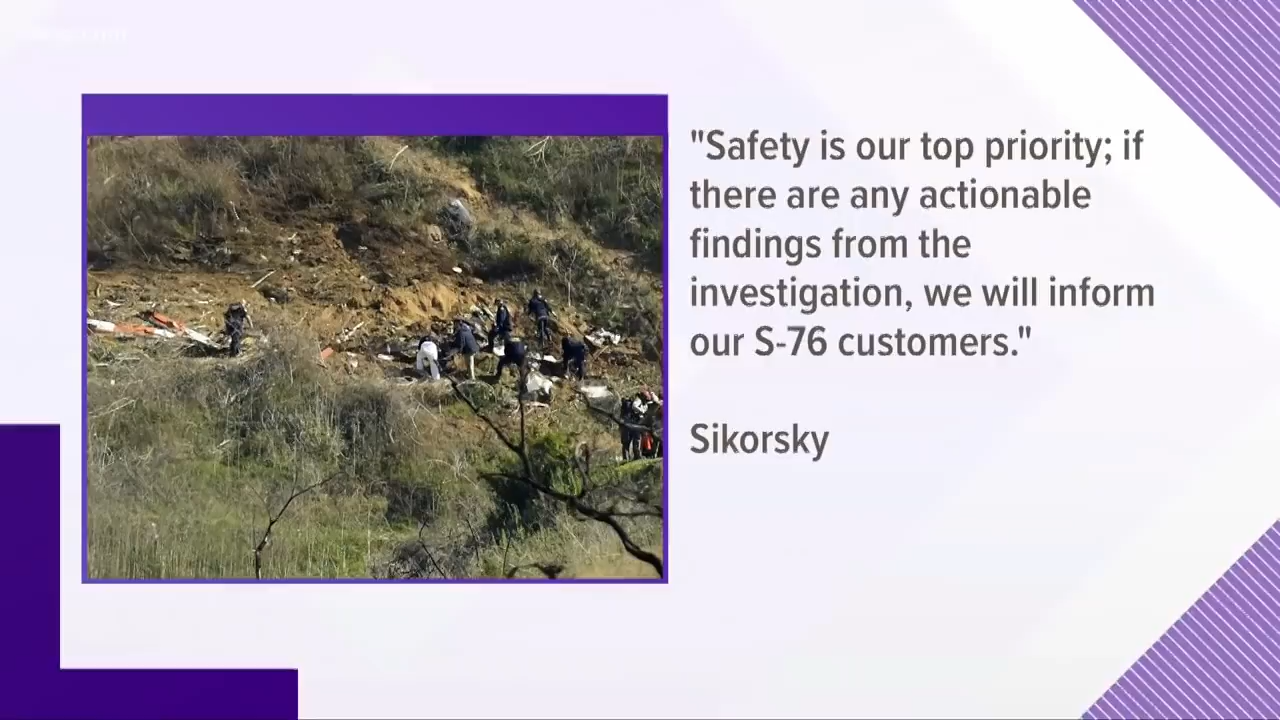 "Safety is our top priority; if
there are any actionable
findings from the
investigation, we will inform
our S-76 customers."
Sikorsky